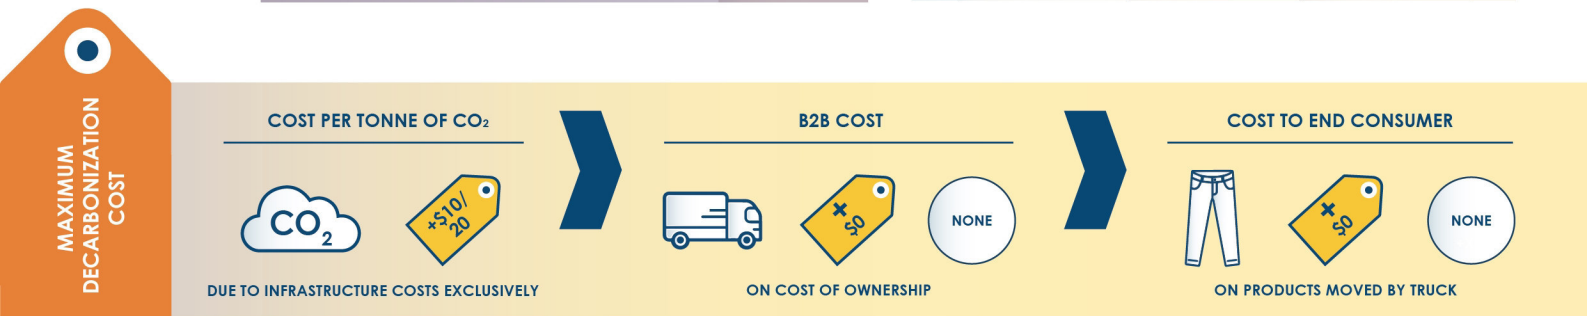 MAXIMUM
DECARBONIZATION
COST
COST PER TONNE OF CO₂
CO₂
+$10/
20
DUE TO INFRASTRUCTURE COSTS EXCLUSIVELY
B2B COST
+
$0
NONE
ON COST OF OWNERSHIP
COST TO END CONSUMER
+
$0
NONE
ON PRODUCTS MOVED BY TRUCK